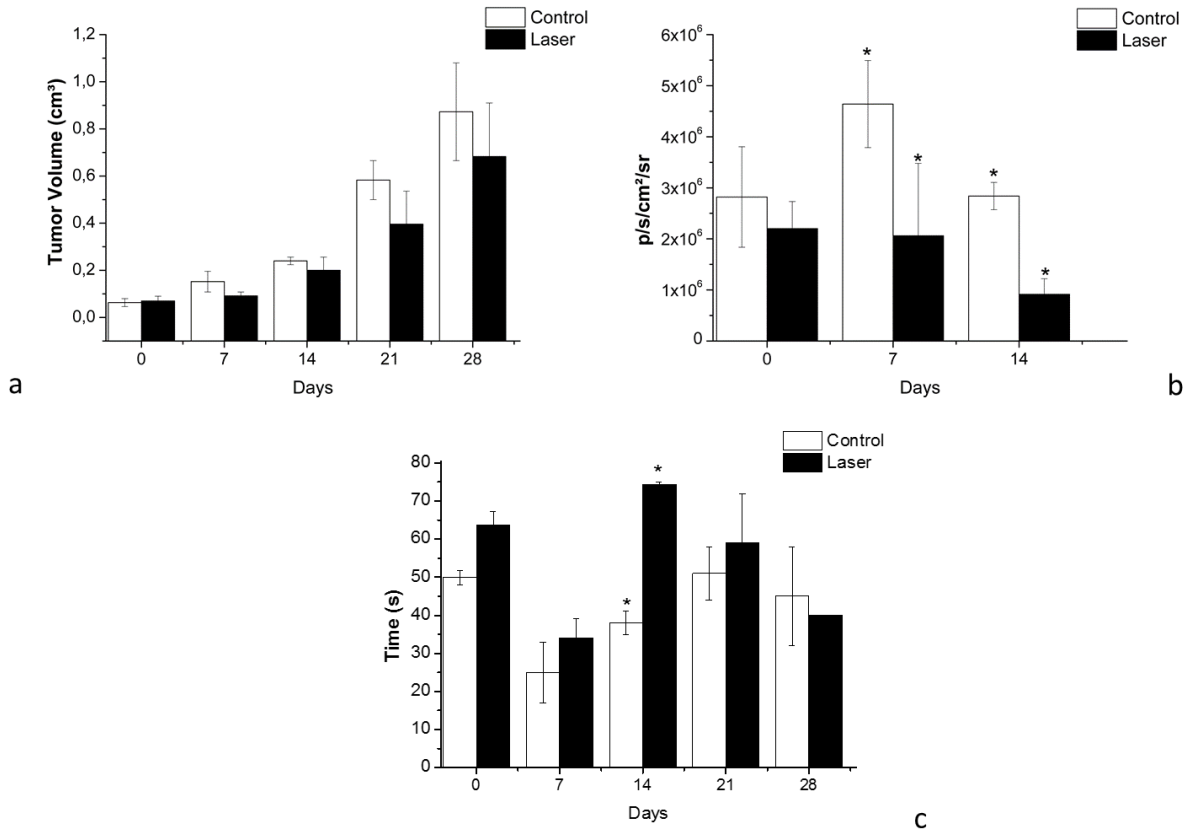 Control
Laser
Tumor Volume (cm³)
1,2
1,0
0,8
0,6
0,4
0,2
0,0
0 7 14 21 28
Days
a
Control
Laser
p/s/cm²/sr
6x10⁶
5x10⁶
4x10⁶
3x10⁶
2x10⁶
1x10⁶
0
* * * *
0 7 14
Days
b
Control
Laser
Time (s)
80
70
60
50
40
30
20
10
0
* *
0 7 14 21 28
Days
c